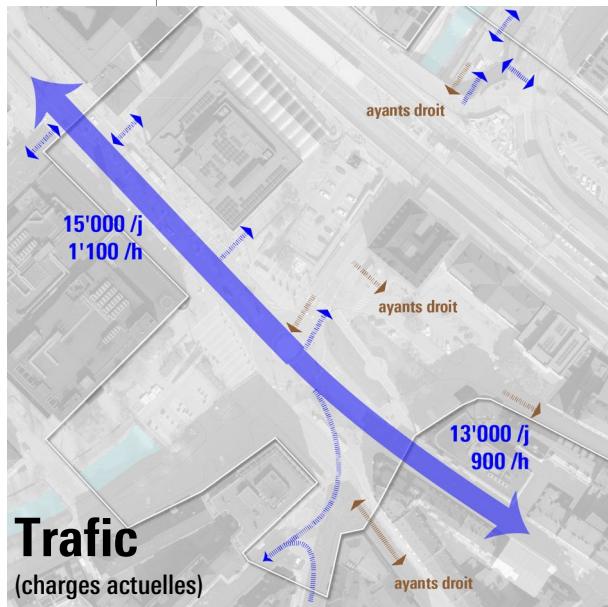 ayants droit
15'000 /j
1'100 /h
ayants droit
13'000 /j
900 /h
Trafic
(charges actuelles)
ayants droit